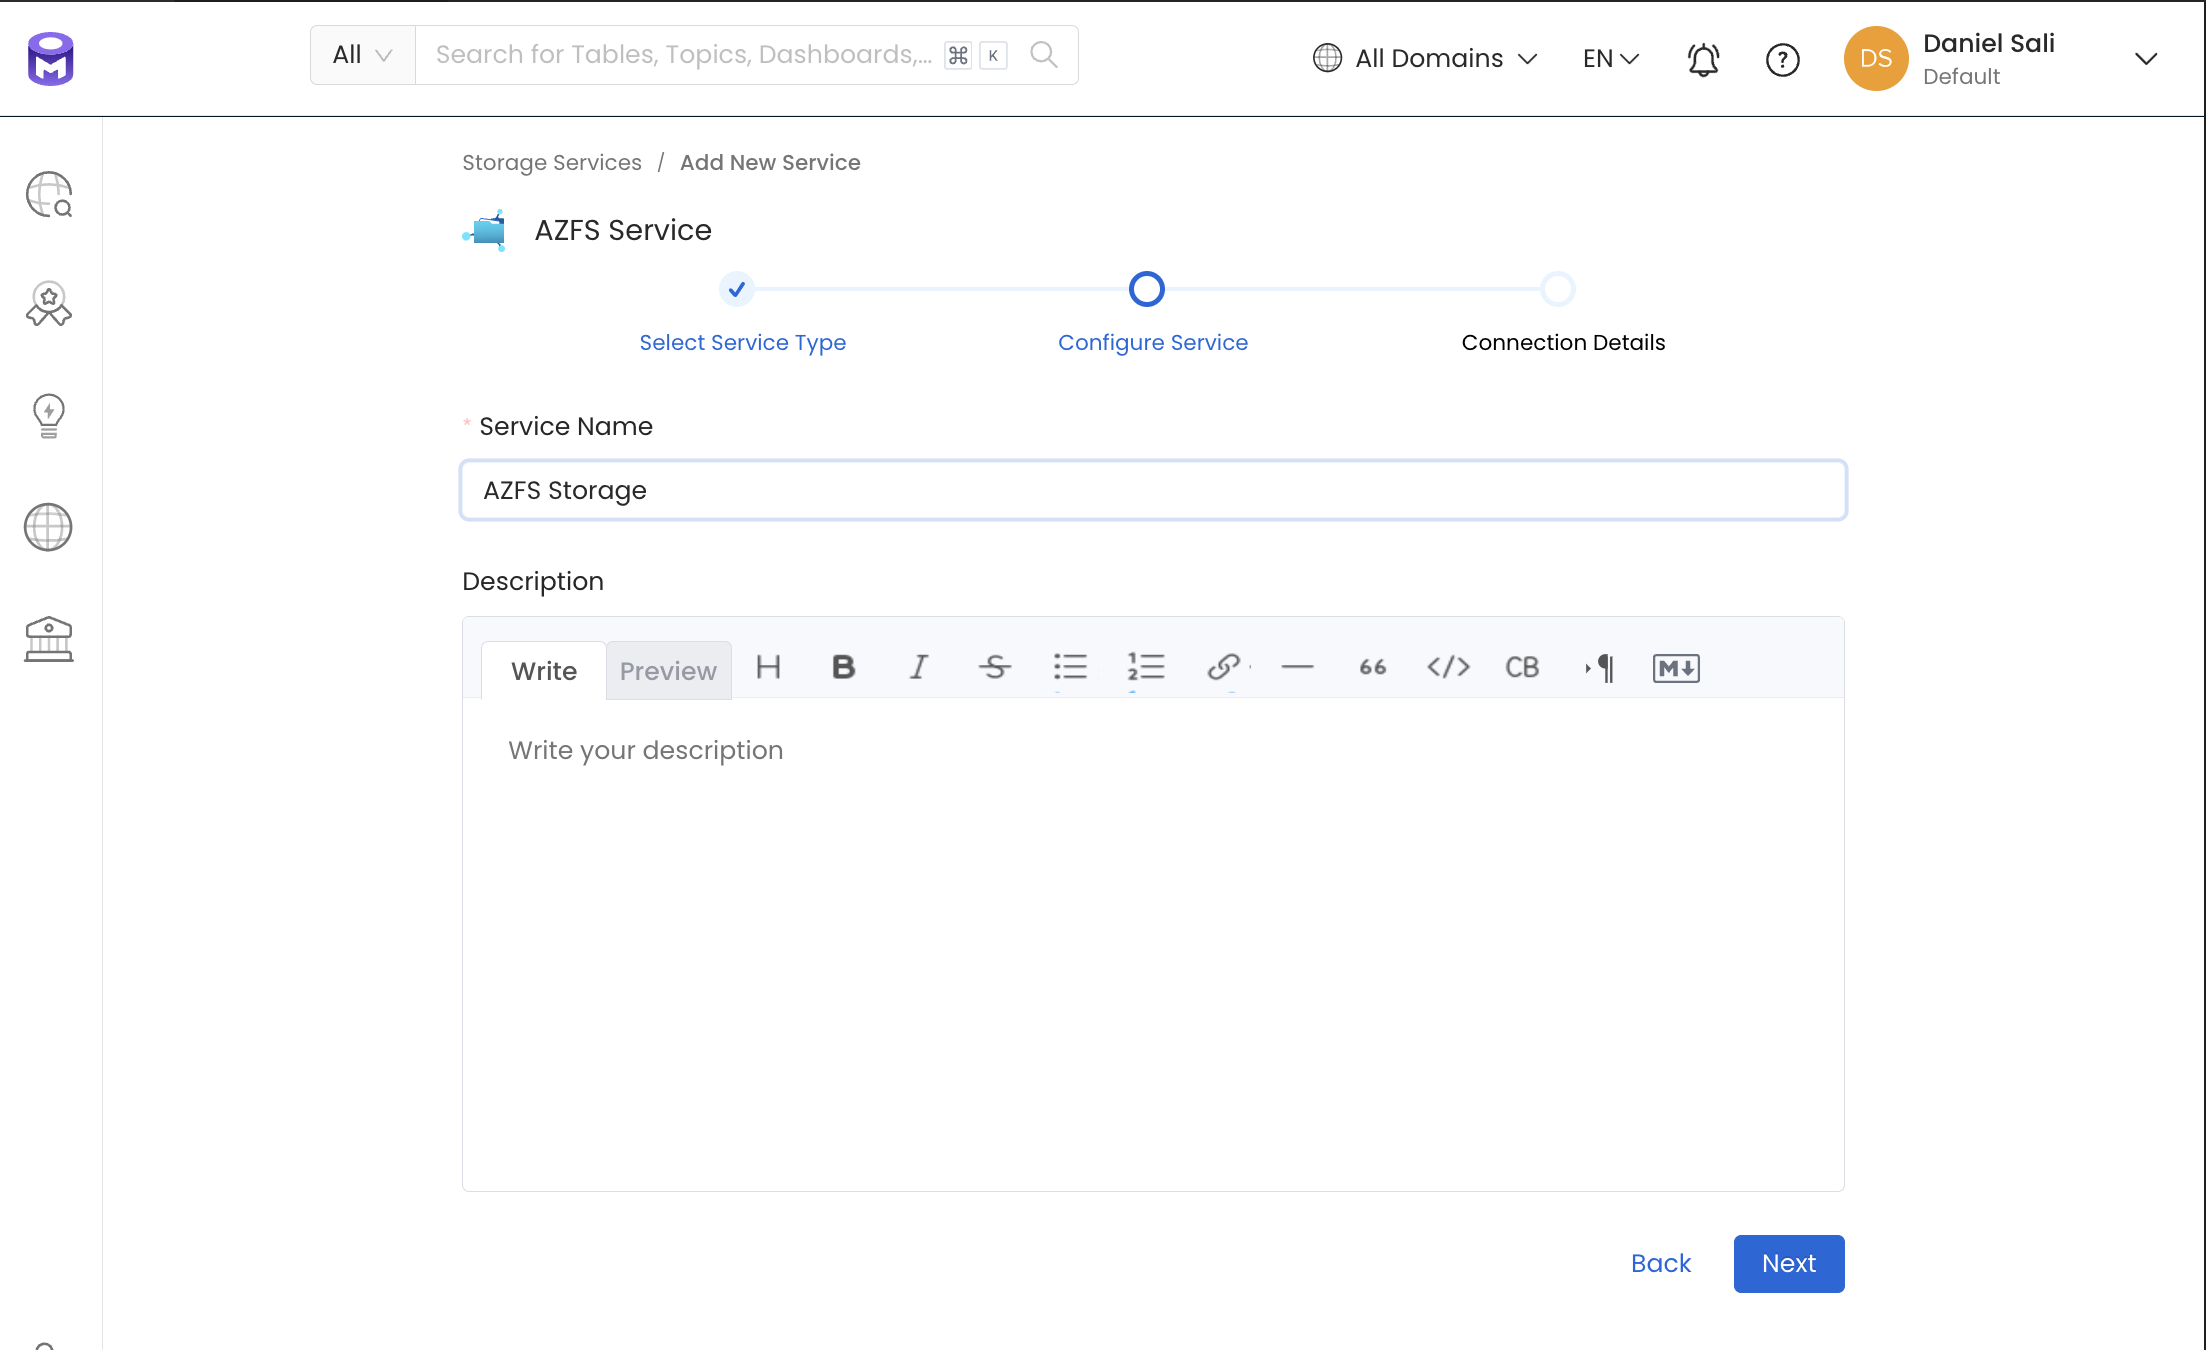 All
Search for Tables, Topics, Dashboards,... ⌘ K
All Domains
EN
DS
Daniel Sali
Default
Storage Services / Add New Service
AZFS Service
Select Service Type
Configure Service
Connection Details
* Service Name
AZFS Storage
Description
Write Preview H B I S 66 </> CB ¶ M↓
Write your description
Back Next